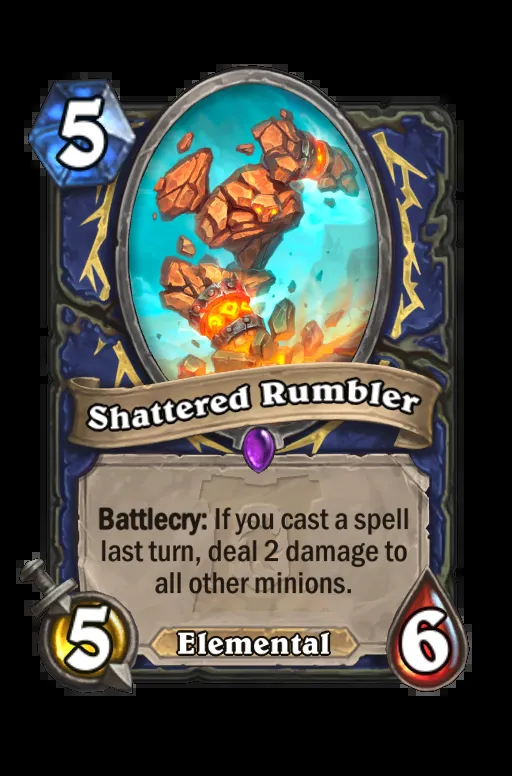 5
Shattered Rumbler
Battlecry: If you cast a spell
last turn, deal 2 damage to
all other minions.
5
Elemental
6